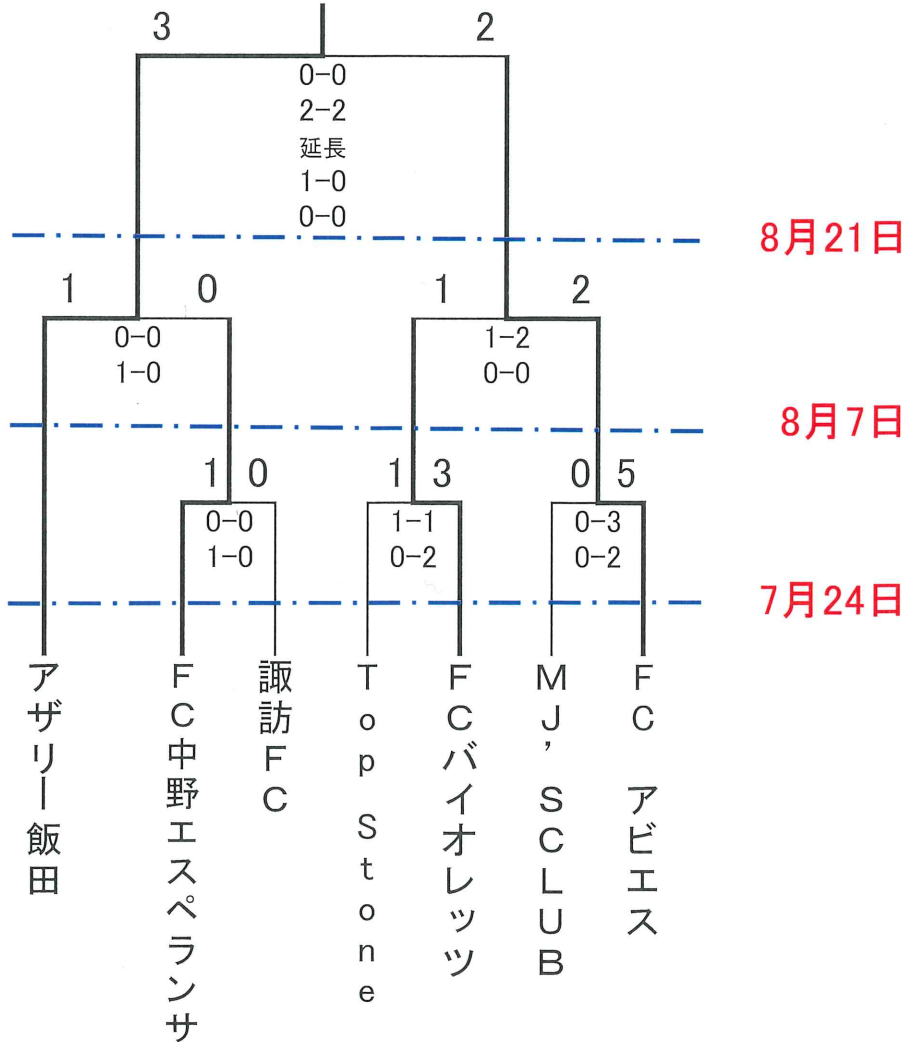 3 2
0-0
2-2
延長
1-0
0-0
8月21日
1 0 1 2
0-0 1-2
1-0 0-0
8月7日
1 0 1 3 0 5
0-0 1-1 0-3
1-0 0-2 0-2
7月24日
アザリー飯田
FC中野エスペランサ
諏訪FC
Top Stone
FCバイオレッツ
MJ’SCLUB
FC アビエス